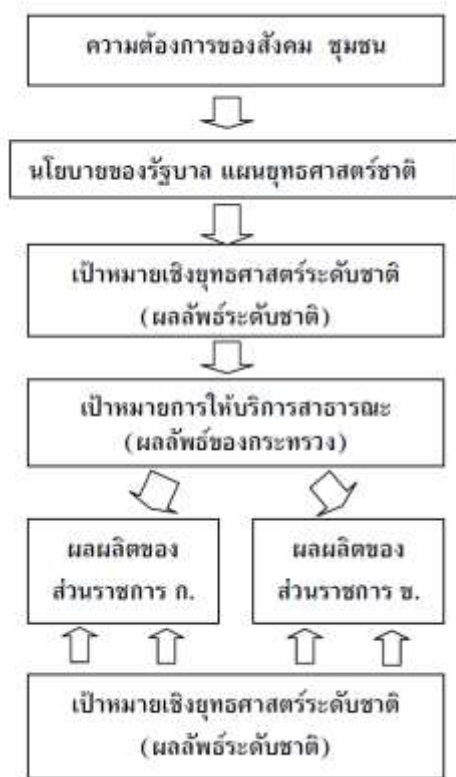 ความต้องการของสังคม ชุมชน
นโยบายของรัฐบาล แผนยุทธศาสตร์ชาติ
เป้าหมายเชิงยุทธศาสตร์ระดับชาติ
(ผลลัพธ์ระดับชาติ)
เป้าหมายการให้บริการสาธารณะ
(ผลลัพธ์ของกระทรวง)
ผลผลิตของ
ส่วนราชการ ก.
ผลผลิตของ
ส่วนราชการ ข.
เป้าหมายเชิงยุทธศาสตร์ระดับชาติ
(ผลลัพธ์ระดับชาติ)